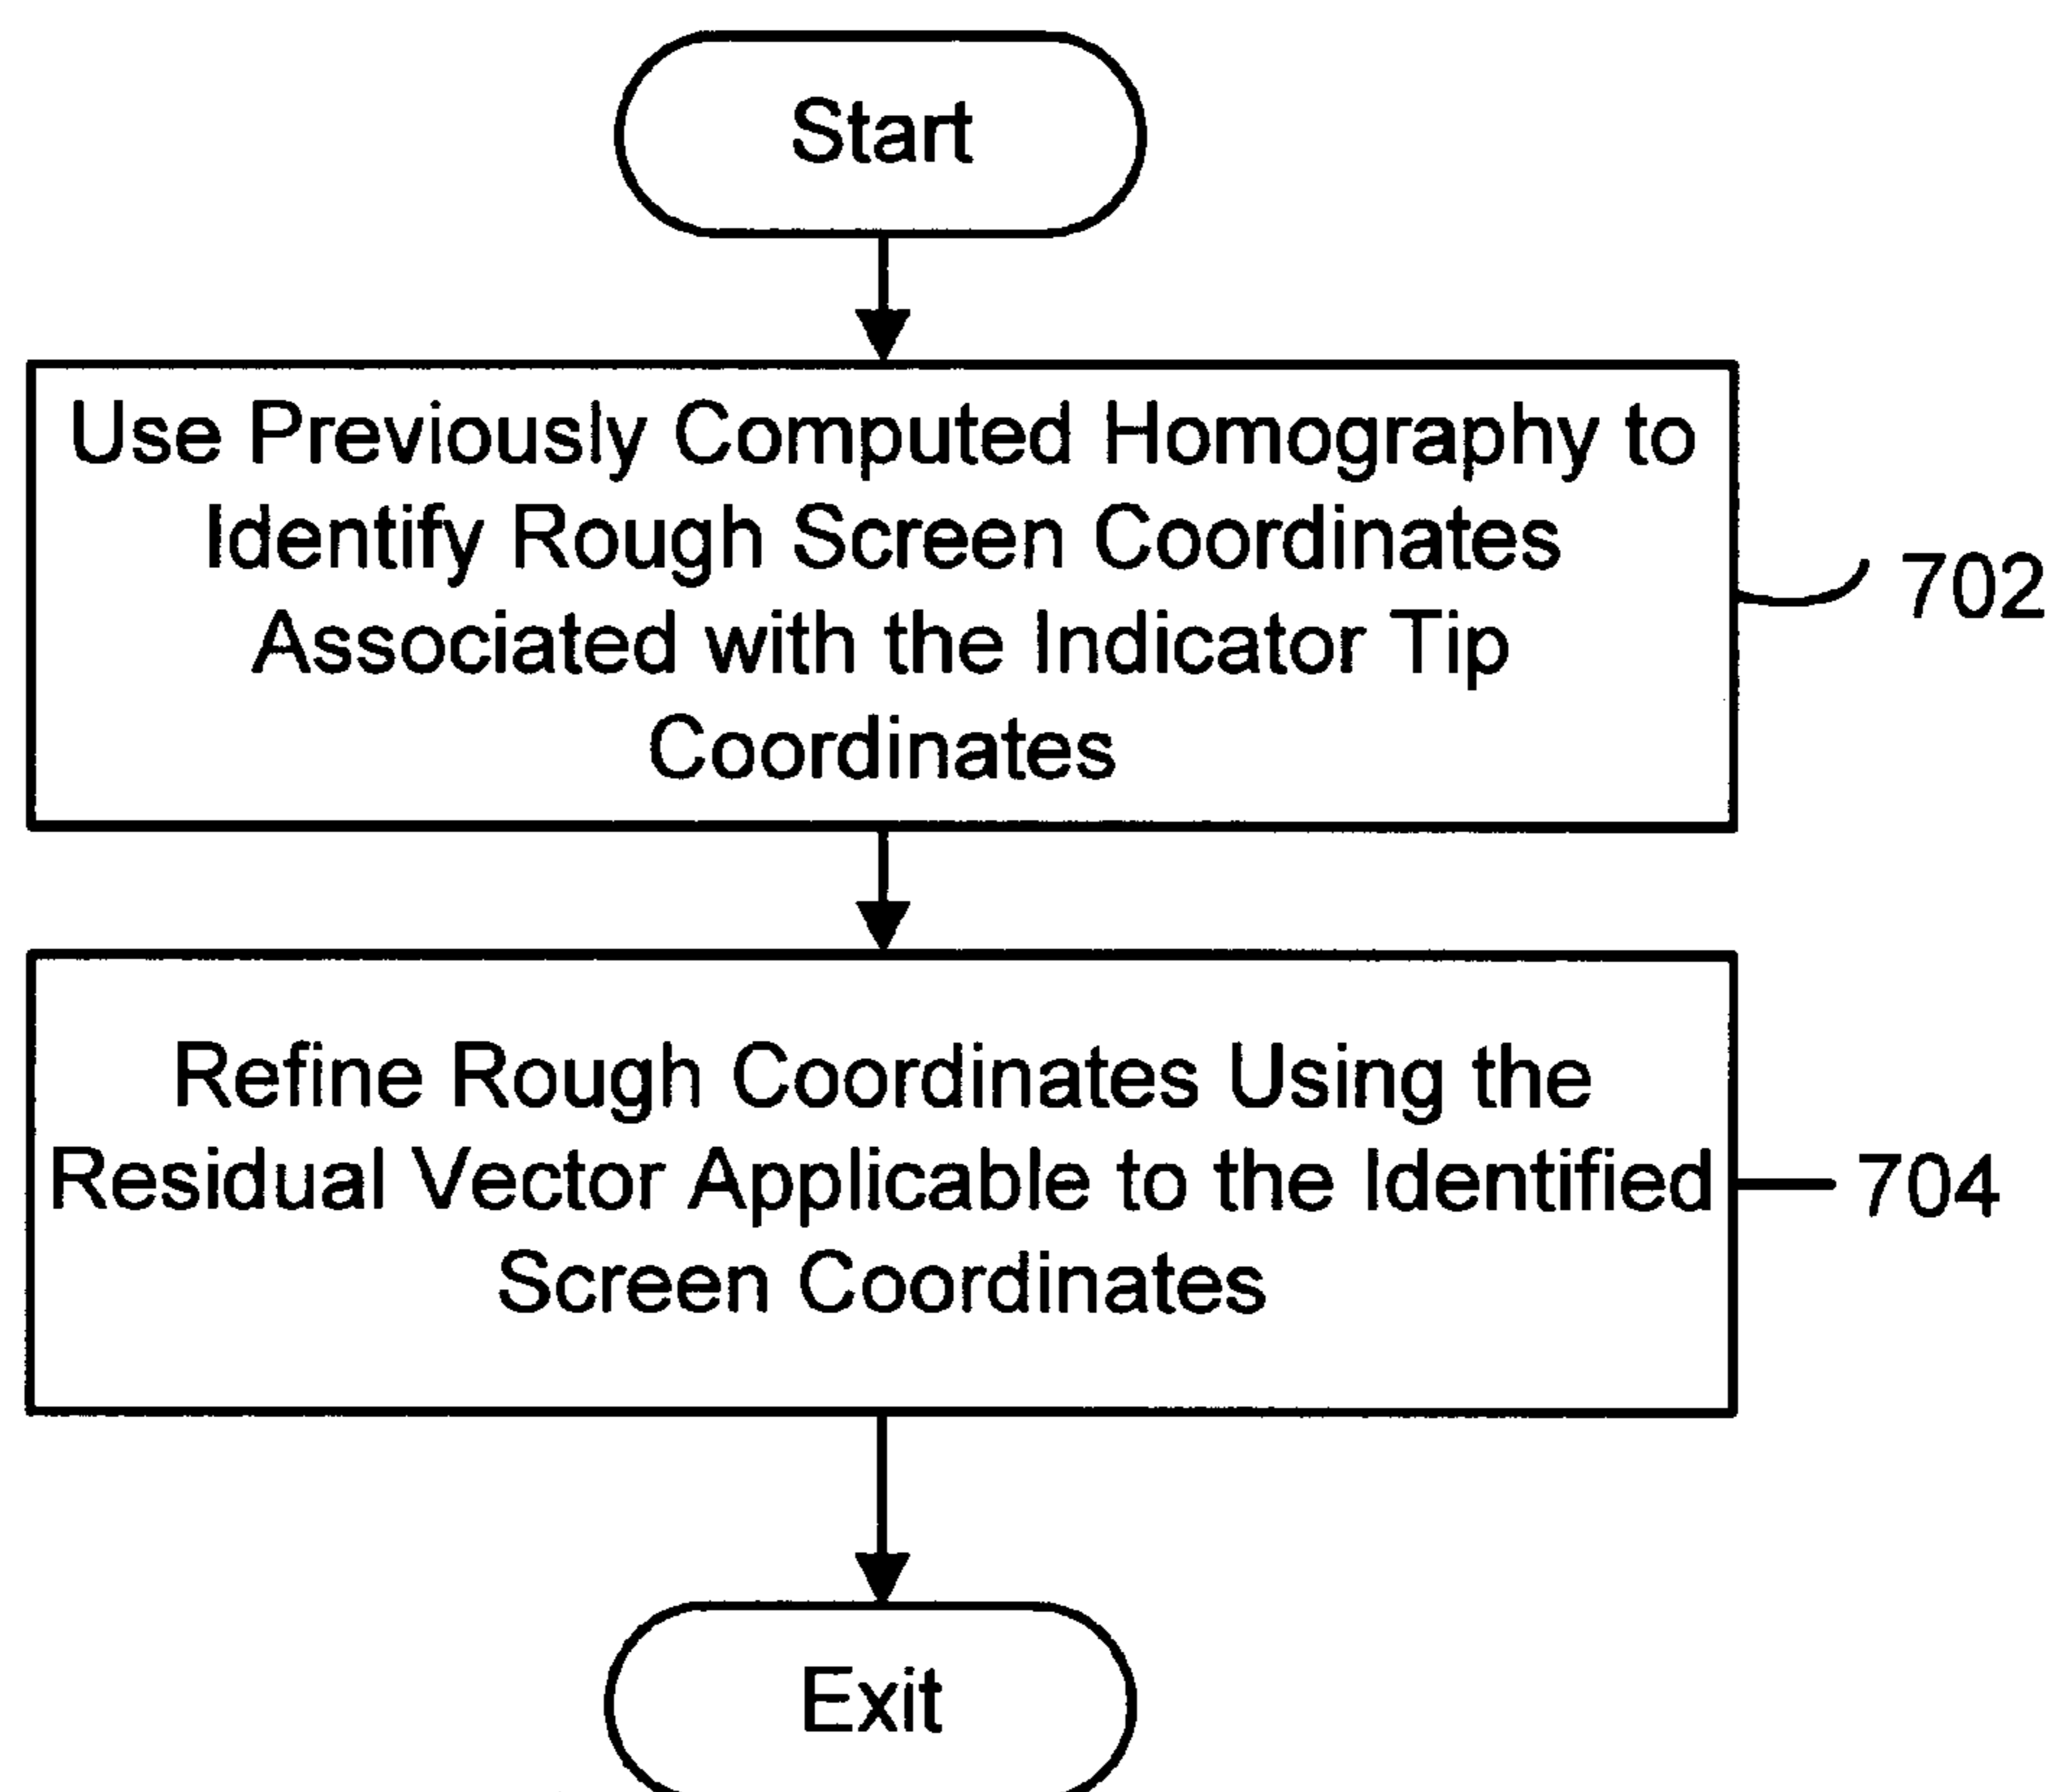 Start
Use Previously Computed Homography to
Identify Rough Screen Coordinates
Associated with the Indicator Tip
Coordinates
702
Refine Rough Coordinates Using the
Residual Vector Applicable to the Identified
Screen Coordinates
704
Exit